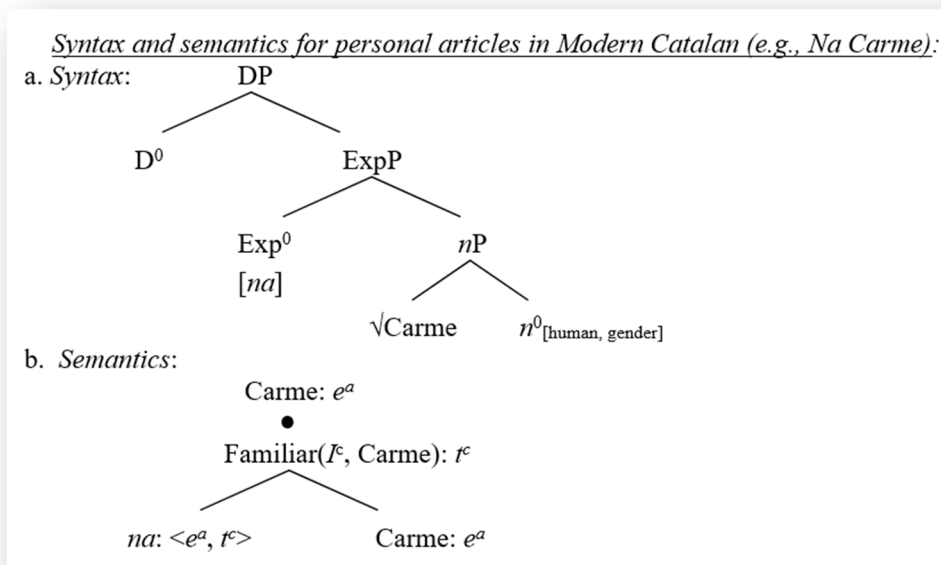 Syntax and semantics for personal articles in Modern Catalan (e.g., Na Carme):
a. Syntax:
DP
D⁰
ExpP
Exp⁰
nP
[na]
√Carme
n⁰[human, gender]
b. Semantics:
Carme: eᵃ
●
Familiar(Iᶜ, Carme): tᶜ
na: <eᵃ, tᶜ>
Carme: eᵃ